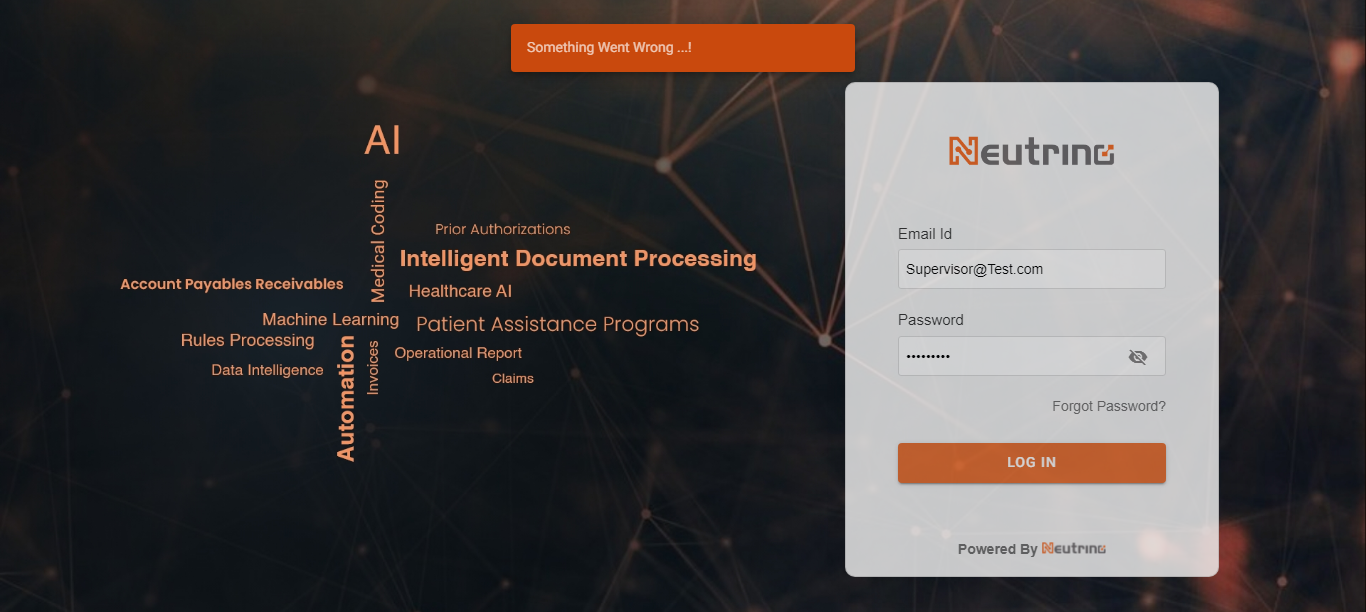 Something Went Wrong ...!
AI
Medical Coding
Prior Authorizations
Intelligent Document Processing
Account Payables Receivables
Healthcare AI
Machine Learning
Patient Assistance Programs
Rules Processing
Automation
Invoices
Operational Report
Data Intelligence
Claims
Neutrino
Email Id
Supervisor@Test.com
Password
•••••••••
Forgot Password?
LOG IN
Powered By Neutrino